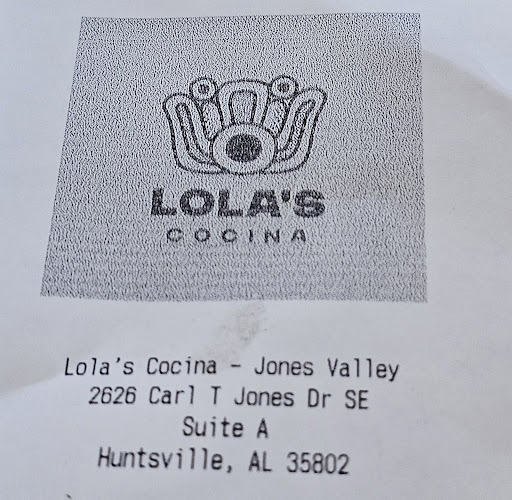 LOLA'S
COCINA
Lola's Cocina - Jones Valley
2626 Carl T Jones Dr SE
Suite A
Huntsville, AL 35802